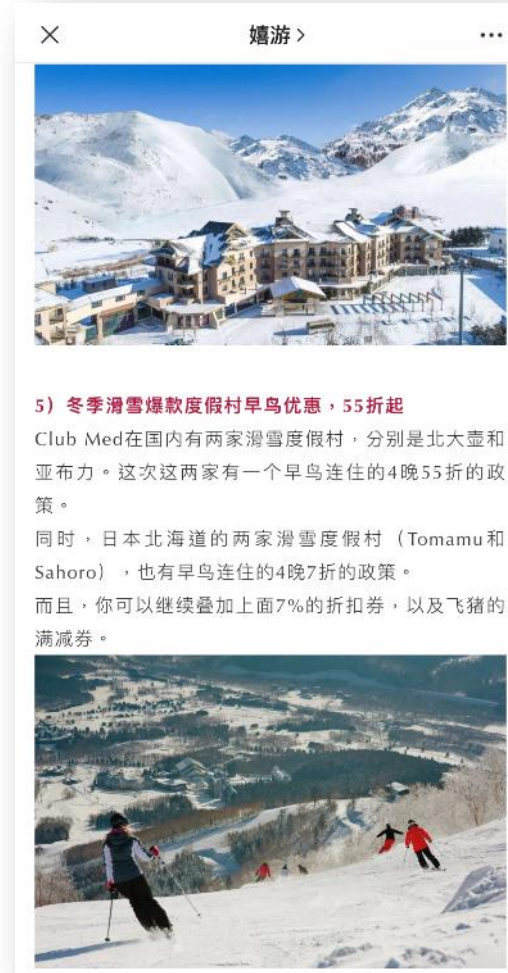 嬉游
5）冬季滑雪爆款度假村早鸟优惠，55折起
Club Med在国内有两家滑雪度假村，分别是北大壶和
亚布力。这次这两家有一个早鸟连住的4晚55折的政
策。
同时，日本北海道的两家滑雪度假村（Tomamu和
Sahoro），也有早鸟连住的4晚7折的政策。
而且，你可以继续叠加上面7%的折扣券，以及飞猪的
满减券。